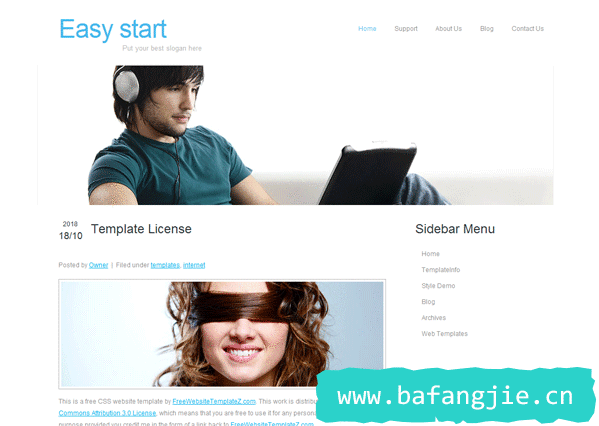 Easy start
Put your best slogan here
Home Support About Us Blog Contact Us
2018
18/10
Template License
Posted by Owner | Filed under templates, internet
Sidebar Menu
Home
TemplateInfo
Style Demo
Blog
Archives
Web Templates
This is a free CSS website template by FreeWebsiteTemplateZ.com. This work is
Commons Attribution 3.0 License, which means that you are free to use it for any
purpose provided you credit me in the form of a link back to FreeWebsiteTemplateZ.com
www.bafangjie.cn